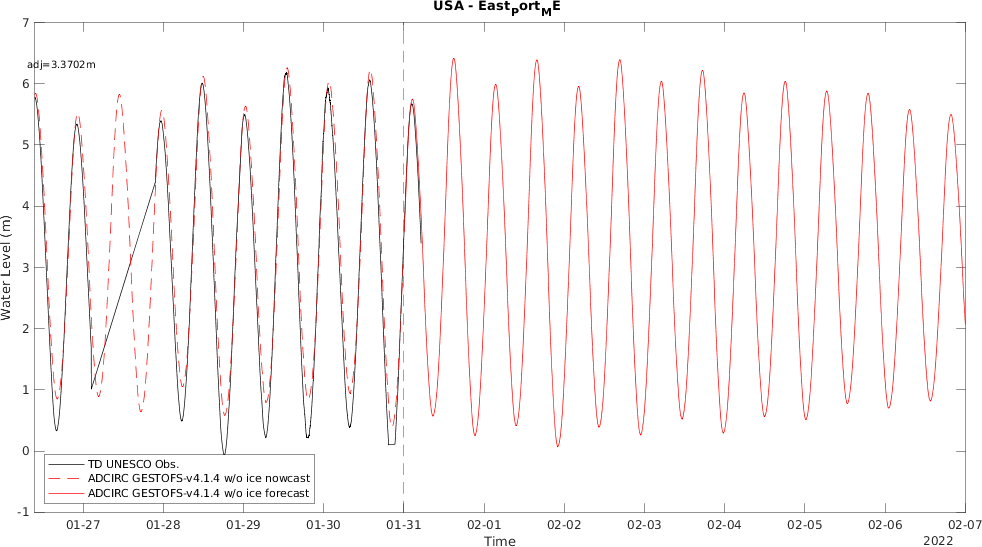 USA - EastPortME
7
adj=3.3702m
6
5
4
3
2
1
0
-1
Water Level (m)
TD UNESCO Obs.
ADCIRC GESTOFS-v4.1.4 w/o ice nowcast
ADCIRC GESTOFS-v4.1.4 w/o ice forecast
01-27 01-28 01-29 01-30 01-31 02-01 02-02 02-03 02-04 02-05 02-06 02-07
Time
2022